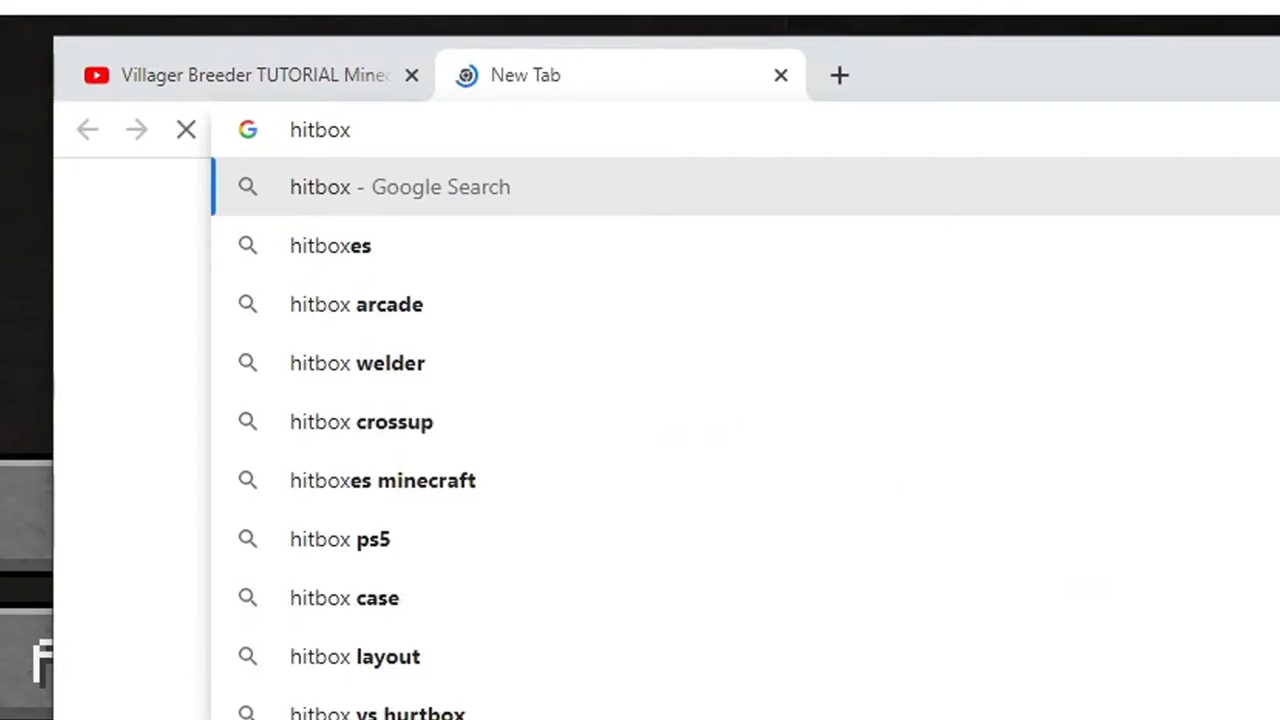 Villager Breeder TUTORIAL Minec
New Tab
hitbox
hitbox - Google Search
hitboxes
hitbox arcade
hitbox welder
hitbox crossup
hitboxes minecraft
hitbox ps5
hitbox case
hitbox layout
hitbox vs hurtbox